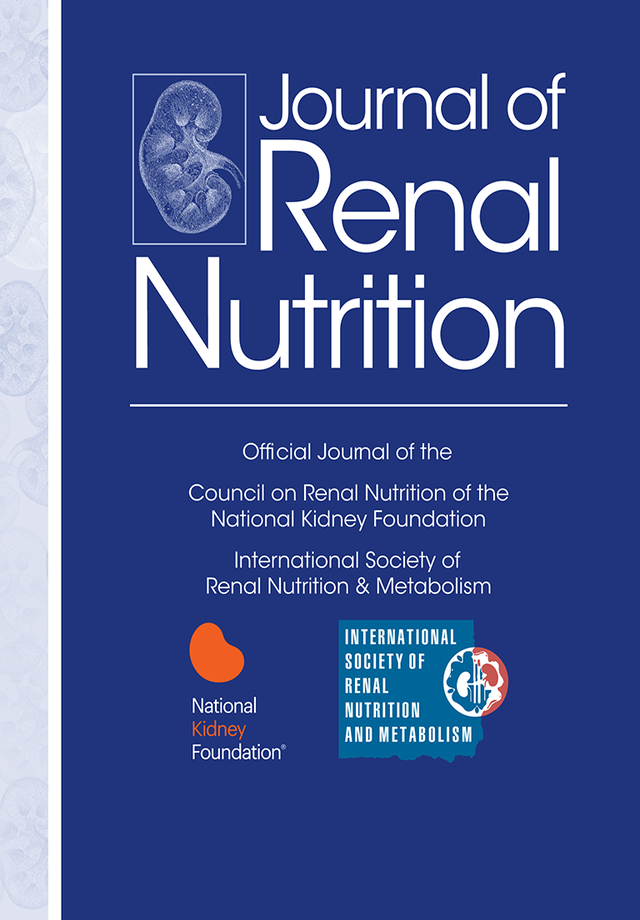 Journal of
Renal
Nutrition
Official Journal of the
Council on Renal Nutrition of the
National Kidney Foundation
International Society of
Renal Nutrition & Metabolism
National
Kidney
Foundation®
INTERNATIONAL
SOCIETY OF
RENAL
NUTRITION
AND METABOLISM